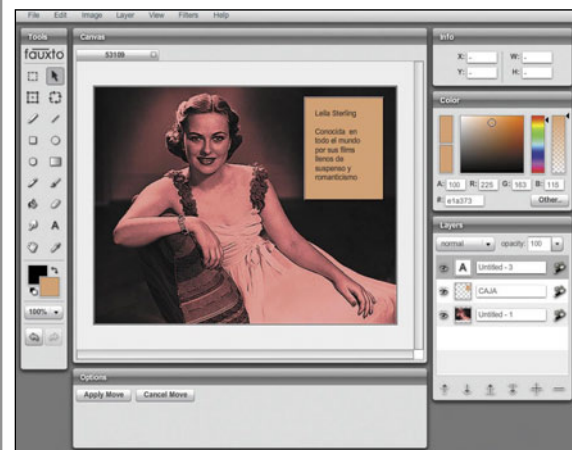 File Edit Image Layer View Filters Help
Tools
fauxto
100%
Canvas
53109
Leila Sterling
Conocida en
todo el mundo
por sus films
llenos de
suspenso y
romanticismo
Options
Apply Move Cancel Move
Info
X: - W: -
Y: - H: -
Color
A: 100 R: 225 G: 163 B: 115
#: e1a373 Other..
Layers
normal opacity: 100
A Untitled - 3
CAJA
Untitled - 1